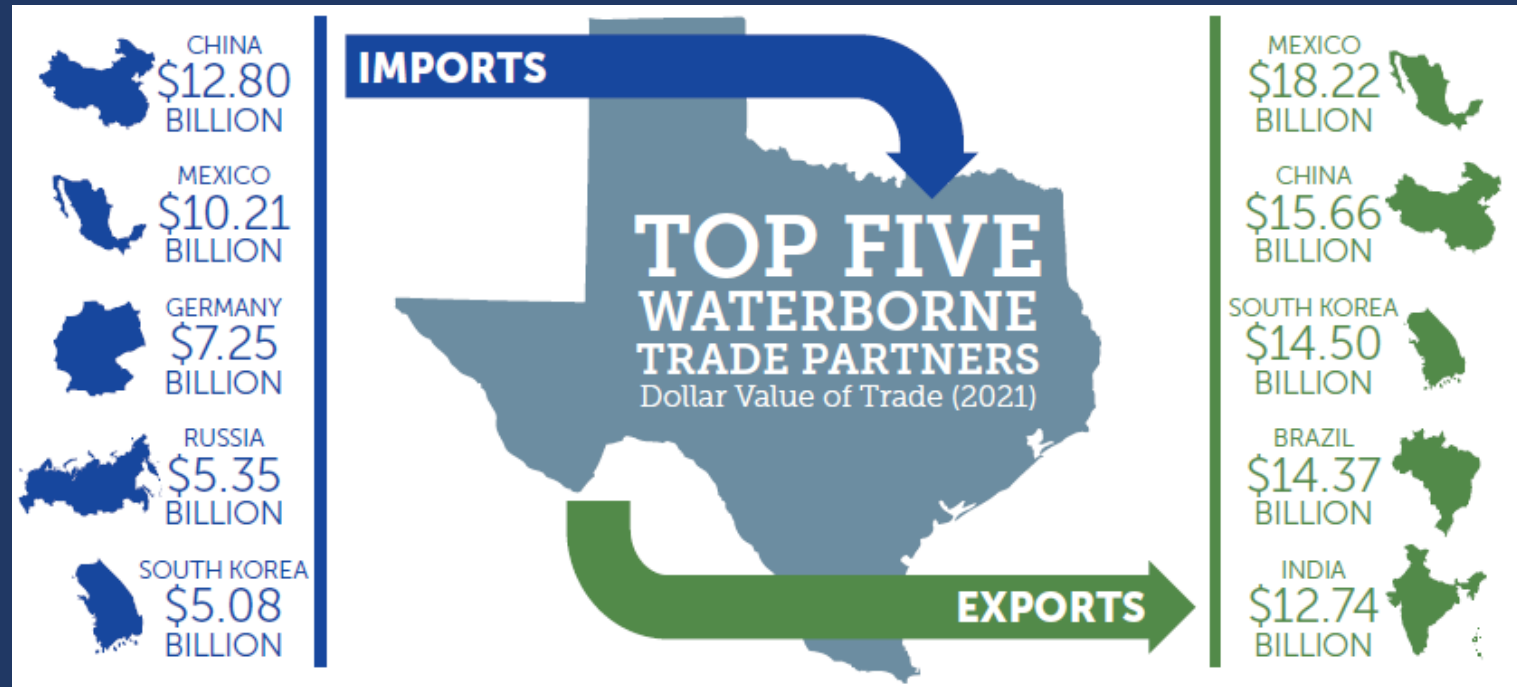 CHINA
$12.80
BILLION
MEXICO
$10.21
BILLION
GERMANY
$7.25
BILLION
RUSSIA
$5.35
BILLION
SOUTH KOREA
$5.08
BILLION
IMPORTS
TOP FIVE
WATERBORNE
TRADE PARTNERS
Dollar Value of Trade (2021)
EXPORTS
MEXICO
$18.22
BILLION
CHINA
$15.66
BILLION
SOUTH KOREA
$14.50
BILLION
BRAZIL
$14.37
BILLION
INDIA
$12.74
BILLION